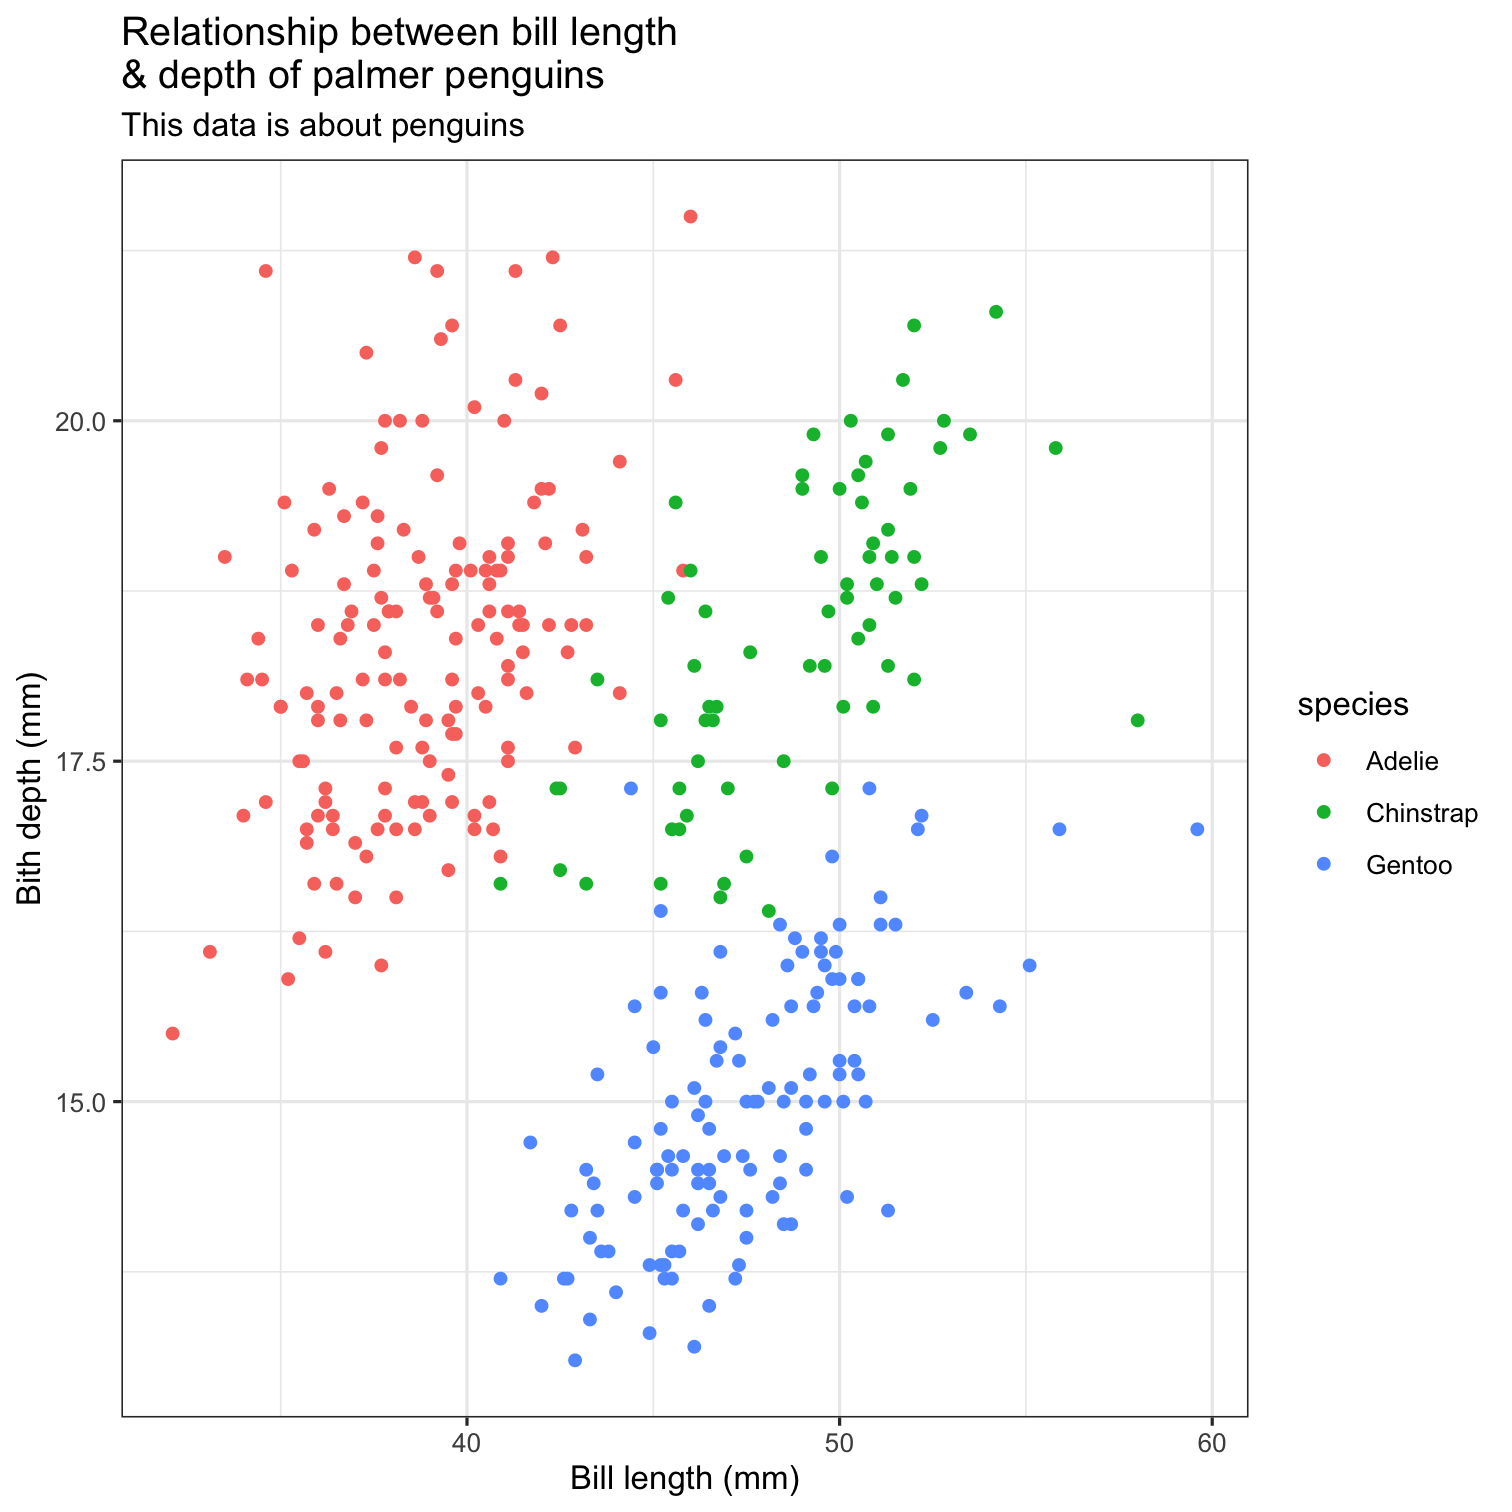 Relationship between bill length
& depth of palmer penguins
This data is about penguins
Bith depth (mm)
20.0
17.5
15.0
40
50
60
Bill length (mm)
species
Adelie
Chinstrap
Gentoo